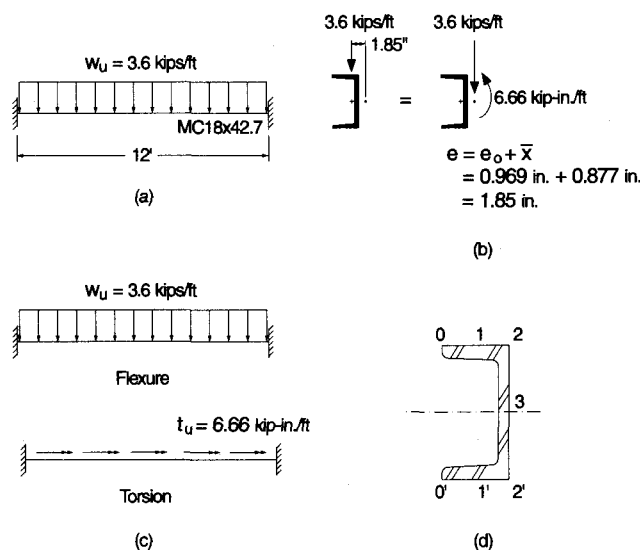 (a)
w_u = 3.6 kips/ft
MC18x42.7
12'
(a)
3.6 kips/ft
1.85"
=
3.6 kips/ft
6.66 kip-in./ft
e = e_o + x̄
= 0.969 in. + 0.877 in.
= 1.85 in.
(b)
w_u = 3.6 kips/ft
Flexure
t_u = 6.66 kip-in./ft
Torsion
(c)
0 1 2
3
0' 1' 2'
(d)